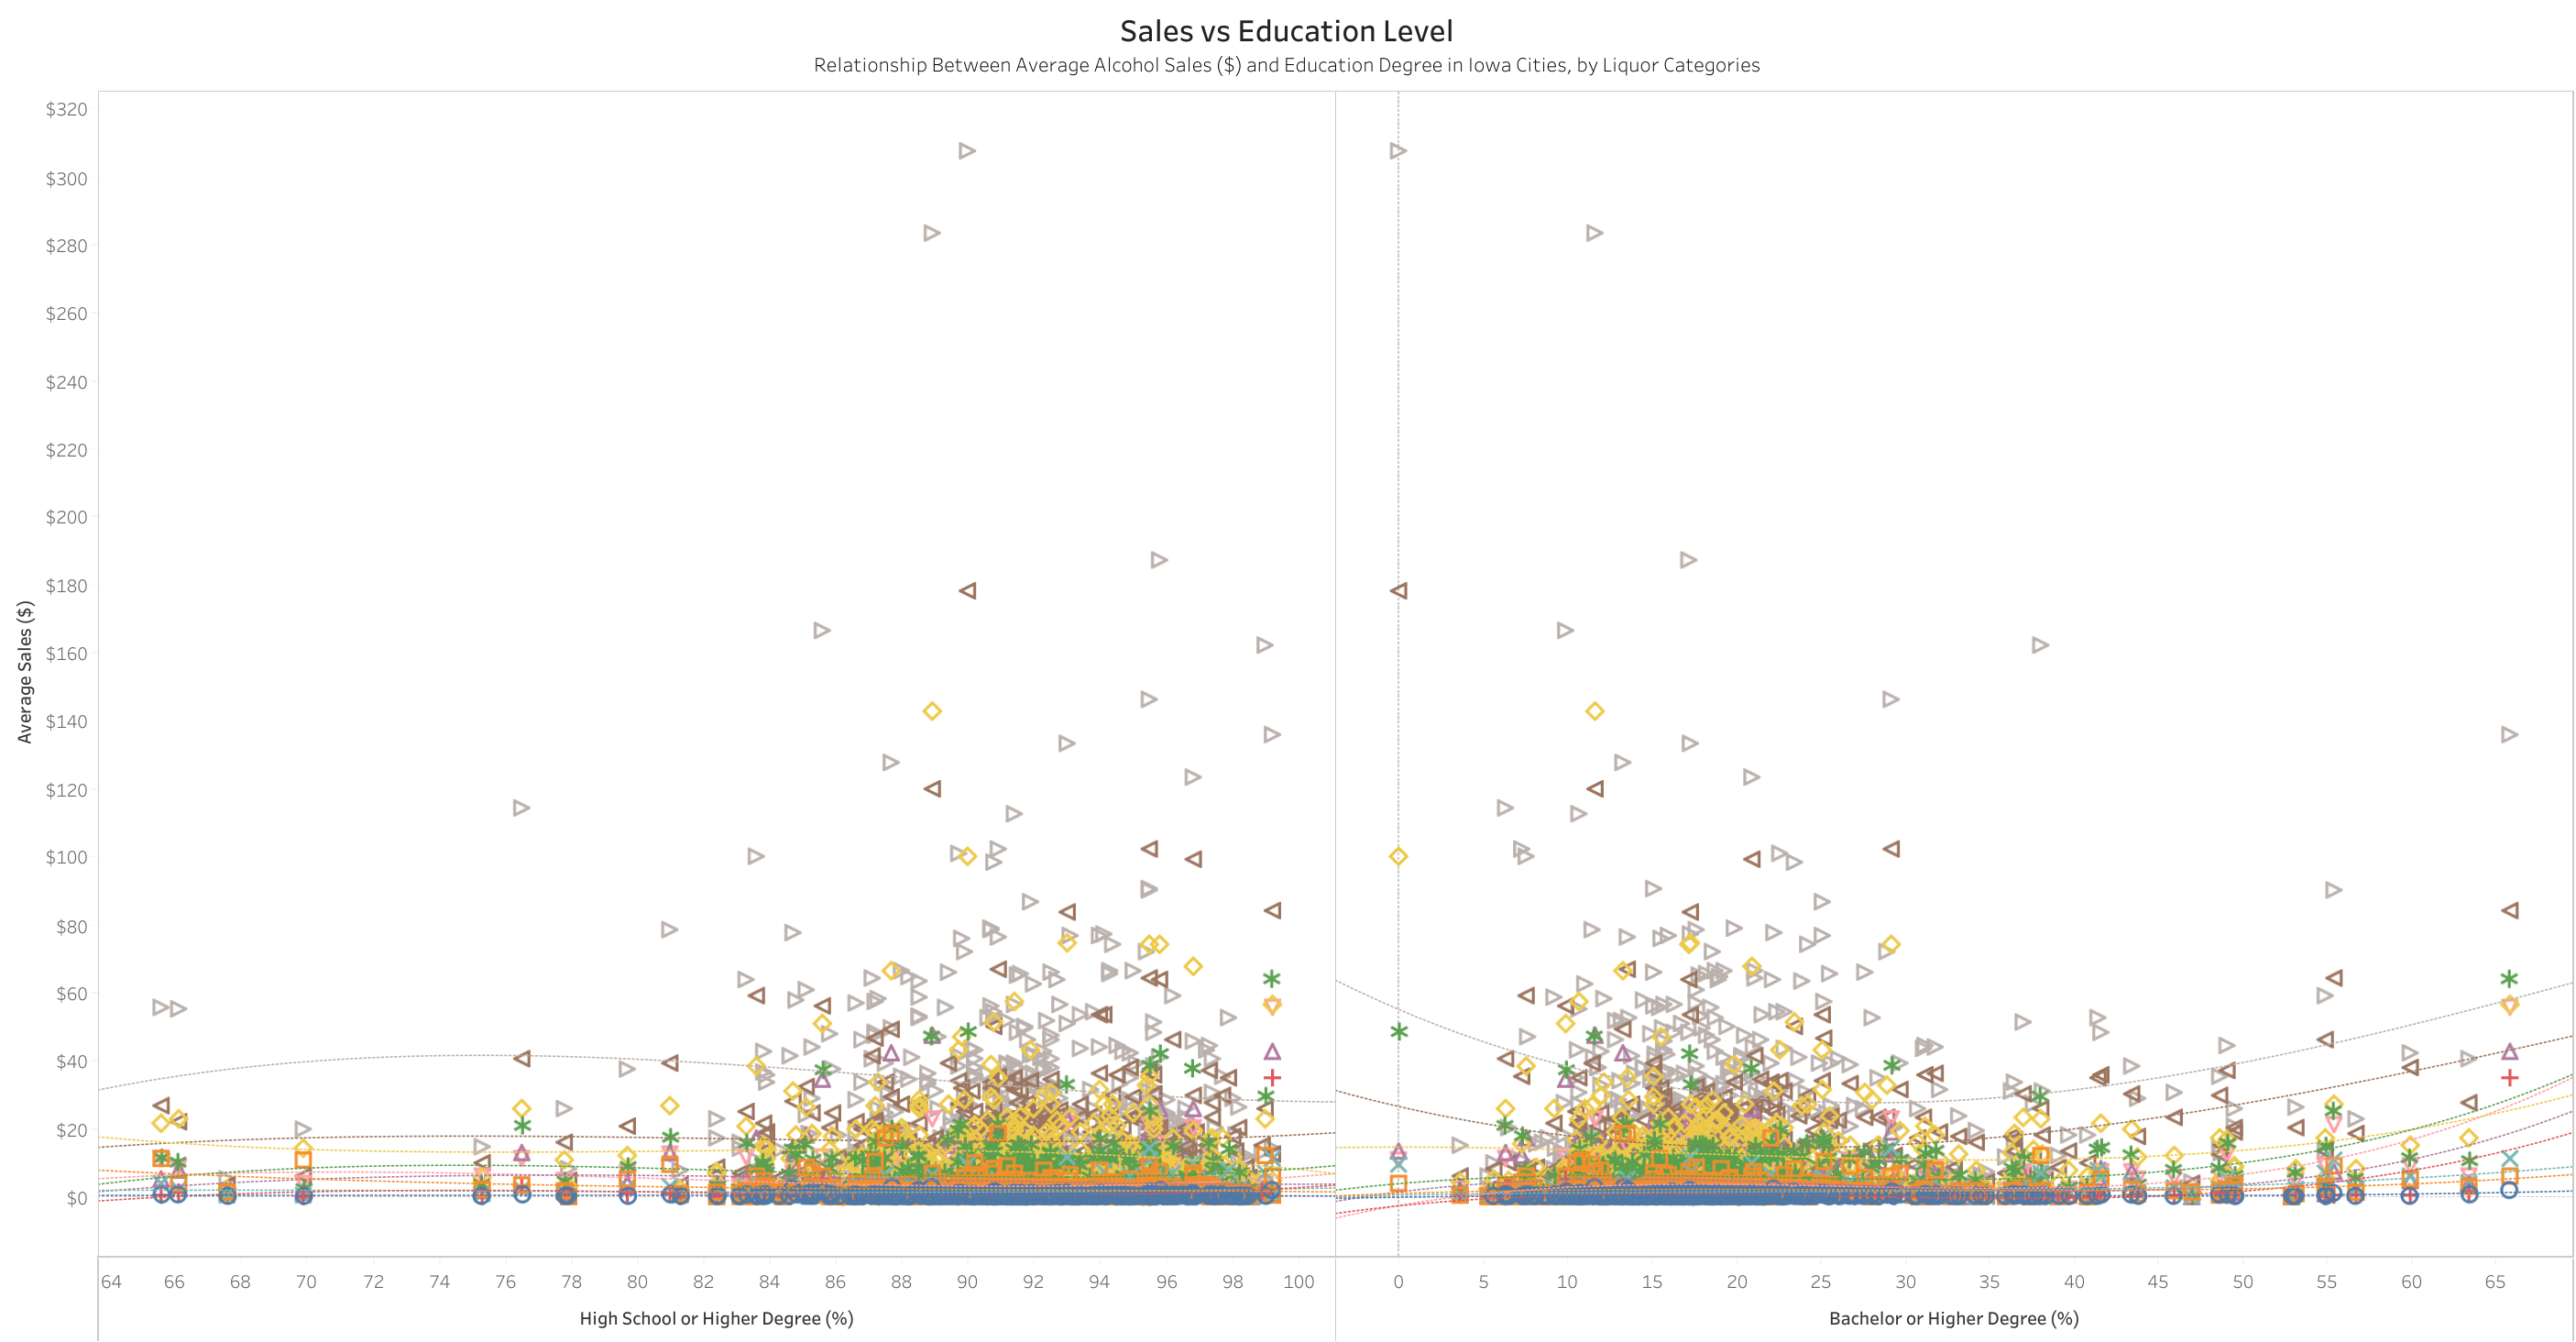 Sales vs Education Level
Relationship Between Average Alcohol Sales ($) and Education Degree in Iowa Cities, by Liquor Categories
Average Sales ($)
$320
$300
$280
$260
$240
$220
$200
$180
$160
$140
$120
$100
$80
$60
$40
$20
$0
64 66 68 70 72 74 76 78 80 82 84 86 88 90 92 94 96 98 100
0 5 10 15 20 25 30 35 40 45 50 55 60 65
High School or Higher Degree (%)
Bachelor or Higher Degree (%)